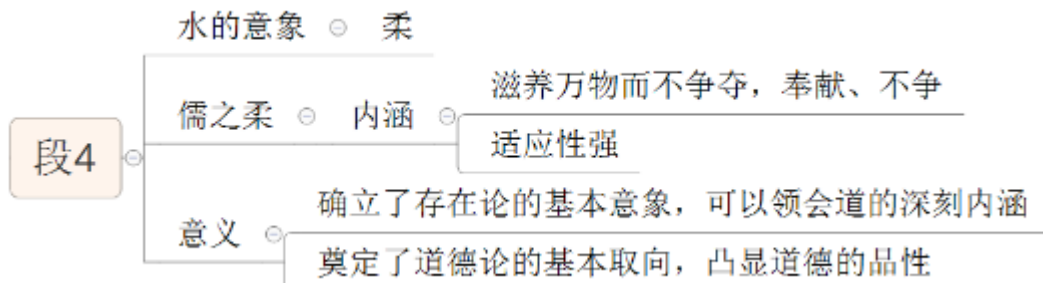 水的意象 柔
滋养万物而不争夺，奉献、不争
儒之柔 内涵
适应性强
段4
确立了存在论的基本意象，可以领会道的深刻内涵
意义
奠定了道德论的基本取向，凸显道德的品性